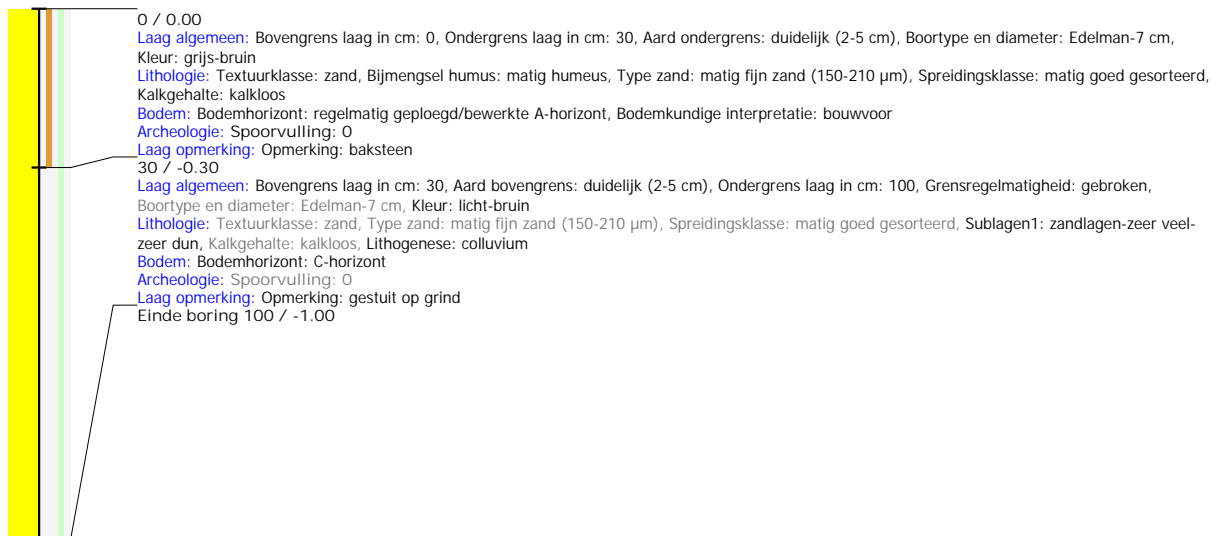 0 / 0.00
Laag algemeen: Bovengrens laag in cm: 0, Ondergrens laag in cm: 30, Aard ondergrens: duidelijk (2-5 cm), Boortype en diameter: Edelman-7 cm,
Kleur: grijs-bruin
Lithologie: Textuurklasse: zand, Bijmengsel humus: matig humeus, Type zand: matig fijn zand (150-210 µm), Spreidingsklasse: matig goed gesorteerd,
Kalkgehalte: kalkloos
Bodem: Bodemhorizont: regelmatig geploegd/bewerkte A-horizont, Bodemkundige interpretatie: bouwvoor
Archeologie: Spoorvulling: 0
Laag opmerking: Opmerking: baksteen
30 / -0.30
Laag algemeen: Bovengrens laag in cm: 30, Aard bovengrens: duidelijk (2-5 cm), Ondergrens laag in cm: 100, Grensregelmatigheid: gebroken,
Boortype en diameter: Edelman-7 cm, Kleur: licht-bruin
Lithologie: Textuurklasse: zand, Type zand: matig fijn zand (150-210 µm), Spreidingsklasse: matig goed gesorteerd, Sublagen1: zandlagen-zeer veel-
zeer dun, Kalkgehalte: kalkloos, Lithogenese: colluvium
Bodem: Bodemhorizont: C-horizont
Archeologie: Spoorvulling: 0
Laag opmerking: Opmerking: gestuit op grind
Einde boring 100 / -1.00